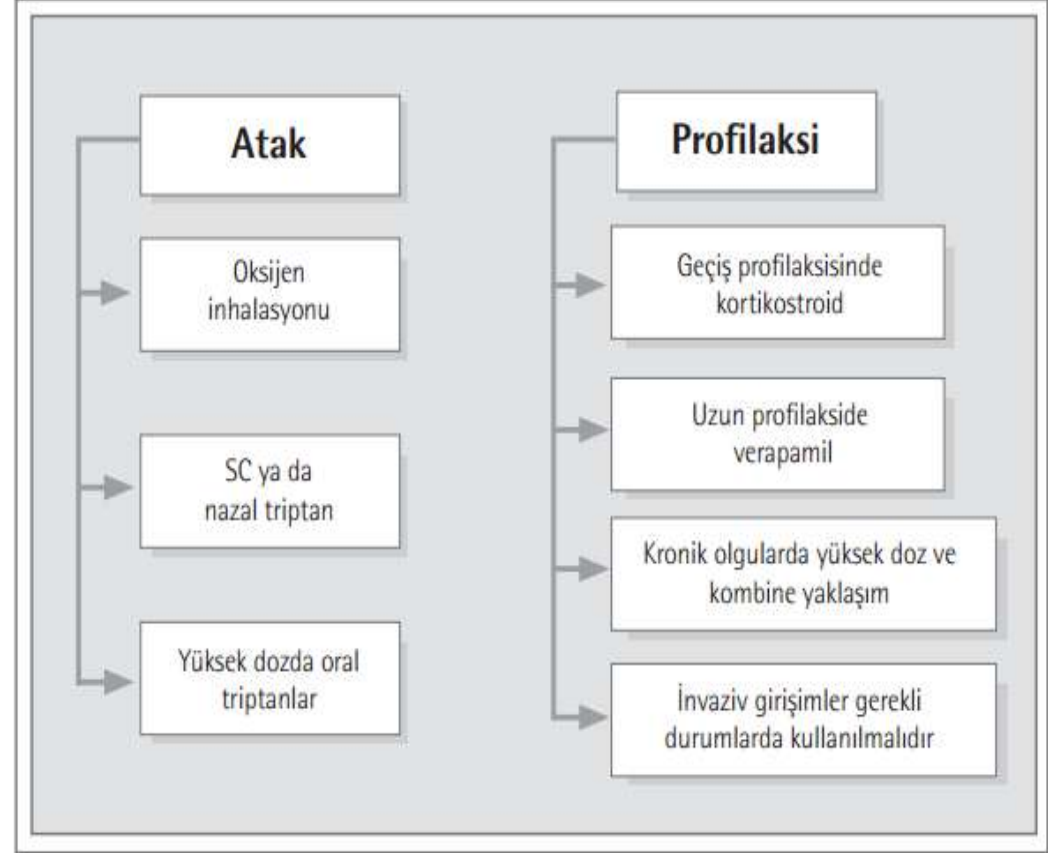 Atak
Oksijen
inhalasyonu
SC ya da
nazal triptan
Yüksek dozda oral
triptanlar
Profilaksi
Geçiş profilaksisinde
kortikostroid
Uzun profilakside
verapamil
Kronik olgularda yüksek doz ve
kombine yaklaşım
İnvaziv girişimler gerekli
durumlarda kullanılmalıdır